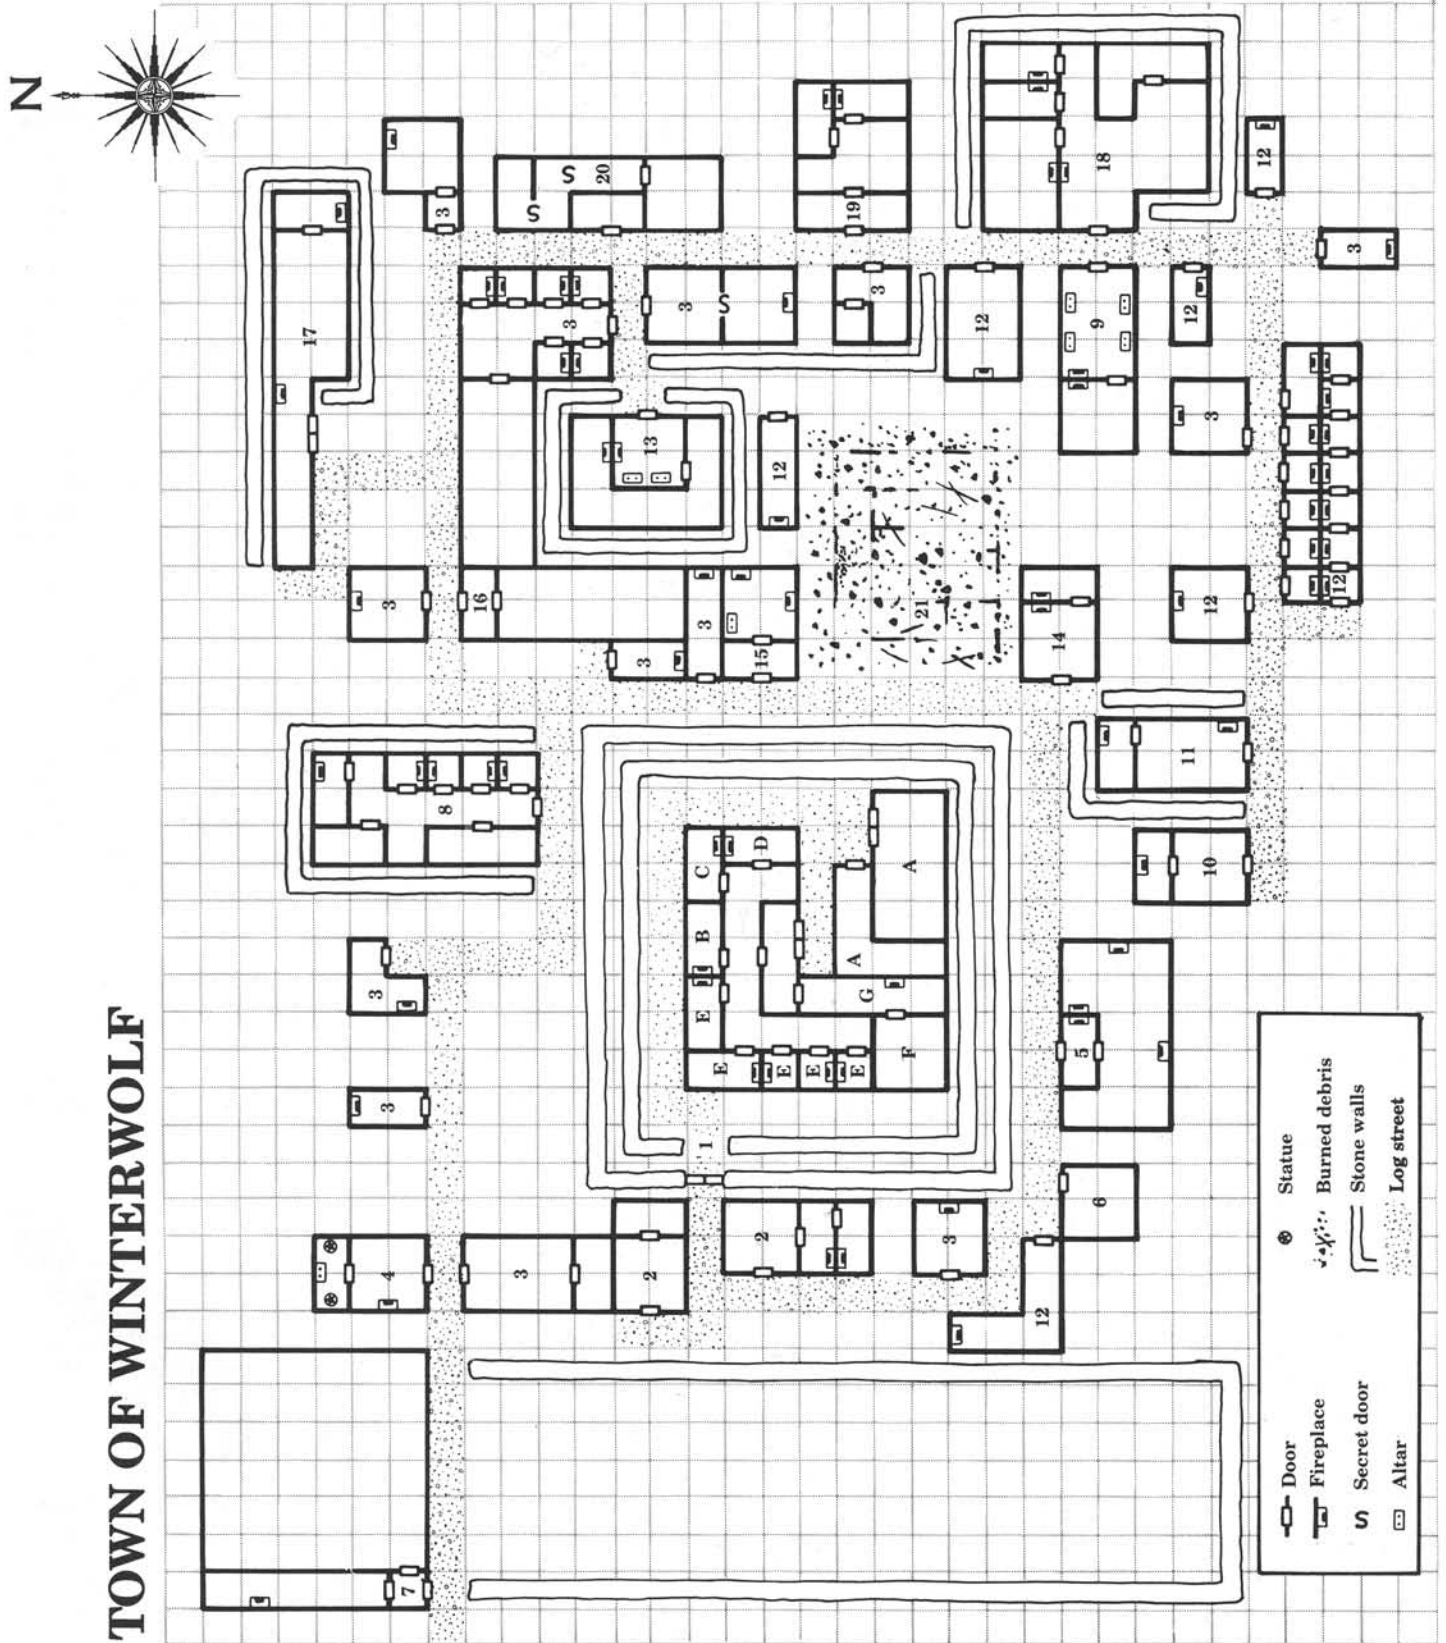 N
TOWN OF WINTERWOLF
17
7
4
3
3
3
8
3
16
3
S
S
3
20
2
3
13
3
1
E
B
C
3
E
S
2
D
15
12
E
E
E
A
G
19
3
F
A
21
3
12
12
14
6
5
9
18
11
12
10
12
3
12
12
3
Door
Fireplace
S Secret door
Altar
Statue
Burned debris
Stone walls
Log street